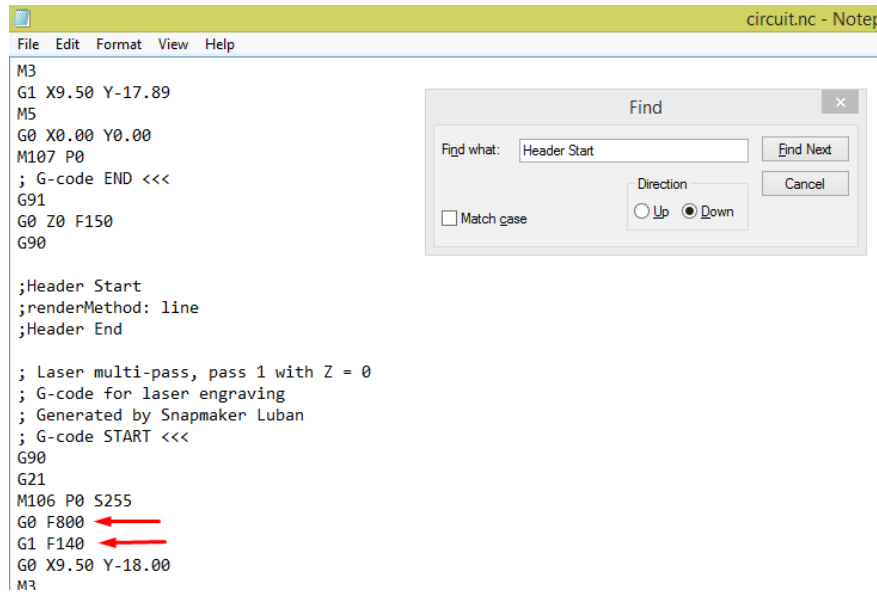 circuit.nc - Note
File Edit Format View Help
M3
G1 X9.50 Y-17.89
M5
G0 X0.00 Y0.00
M107 P0
; G-code END <<<
G91
G0 Z0 F150
G90
;Header Start
;renderMethod: line
;Header End
; Laser multi-pass, pass 1 with Z = 0
; G-code for laser engraving
; Generated by Snapmaker Luban
; G-code START <<<
G90
G21
M106 P0 S255
G0 F800
G1 F140
G0 X9.50 Y-18.00
M3
Find
Find what: Header Start Find Next
Direction Cancel
Match case Up Down